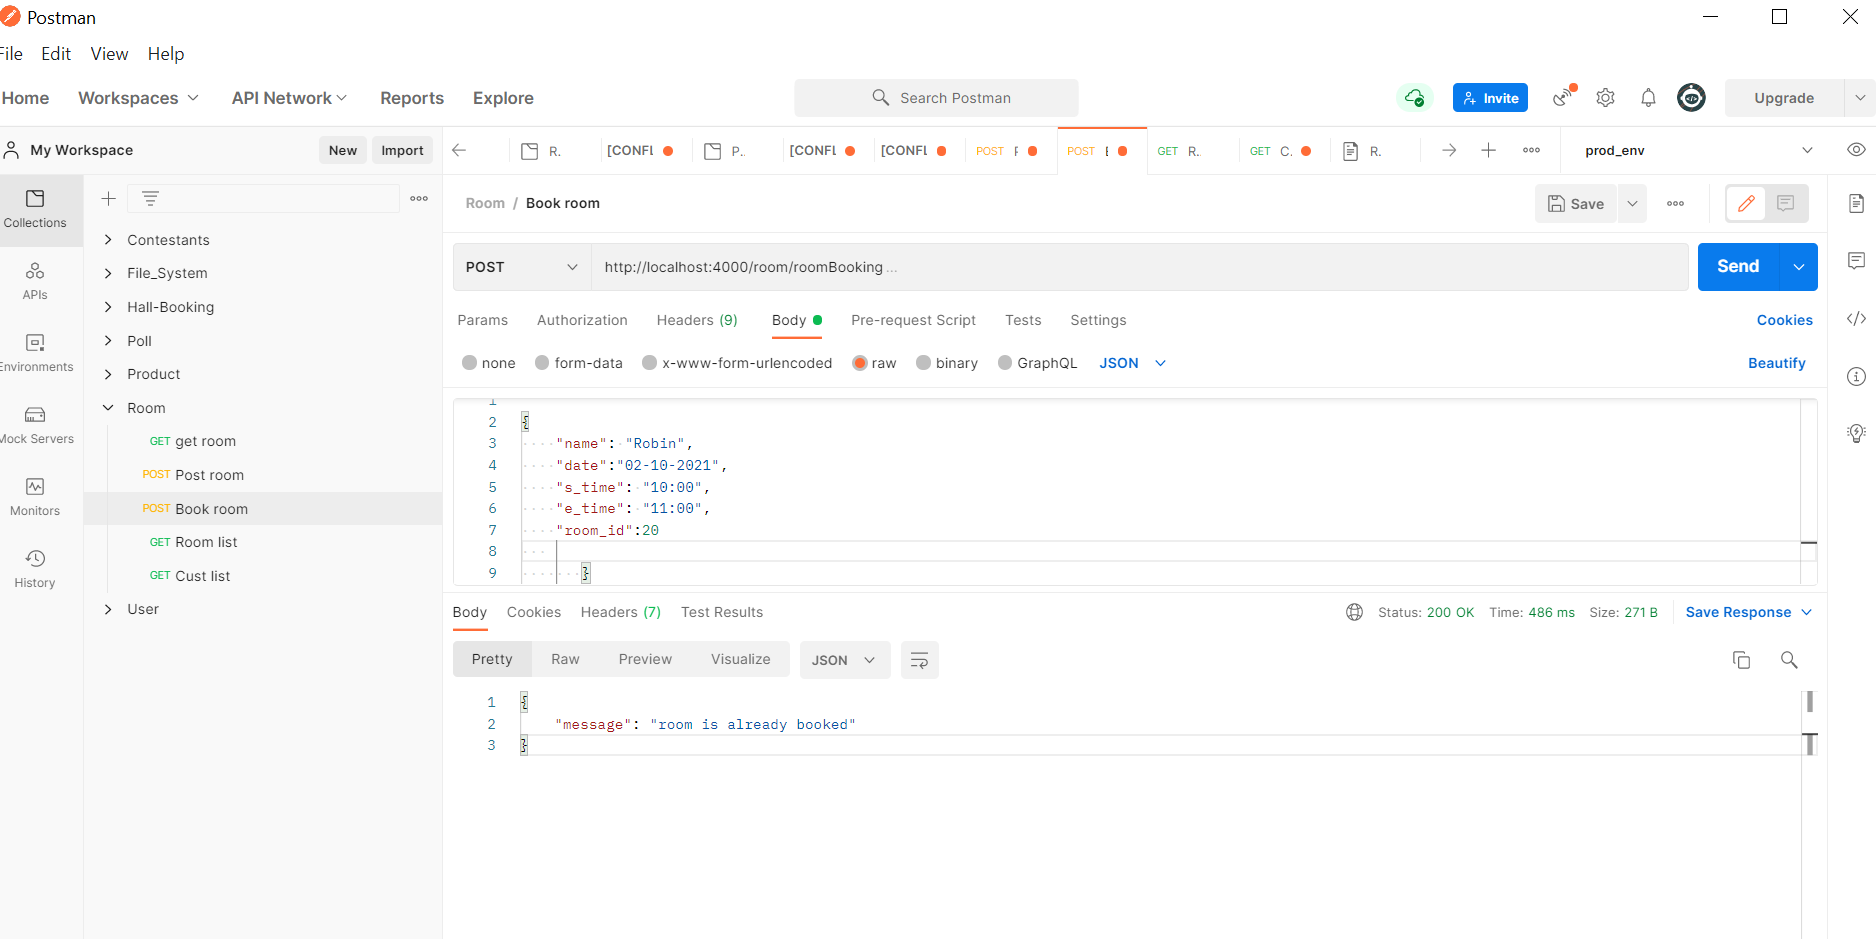 Postman
File Edit View Help
Home Workspaces API Network Reports Explore Search Postman Invite Upgrade
My Workspace New Import
R. [CONFL P.. [CONFL [CONFL POST POST GET R.. GET C. R. prod_env
Collections
APIs
Environments
Mock Servers
Monitors
History
Contestants
File_System
Hall-Booking
Poll
Product
Room
GET get room
POST Post room
POST Book room
GET Room list
GET Cust list
User
Room / Book room Save
POST http://localhost:4000/room/roomBooking ... Send
Params Authorization Headers (9) Body Pre-request Script Tests Settings Cookies
none form-data x-www-form-urlencoded raw binary GraphQL JSON Beautify
1
2 {
3 "name": "Robin",
4 "date":"02-10-2021",
5 "s_time": "10:00",
6 "e_time": "11:00",
7 "room_id":20
8
9 }
Body Cookies Headers (7) Test Results Status: 200 OK Time: 486 ms Size: 271 B Save Response
Pretty Raw Preview Visualize JSON
1 {
2 "message": "room is already booked"
3 }